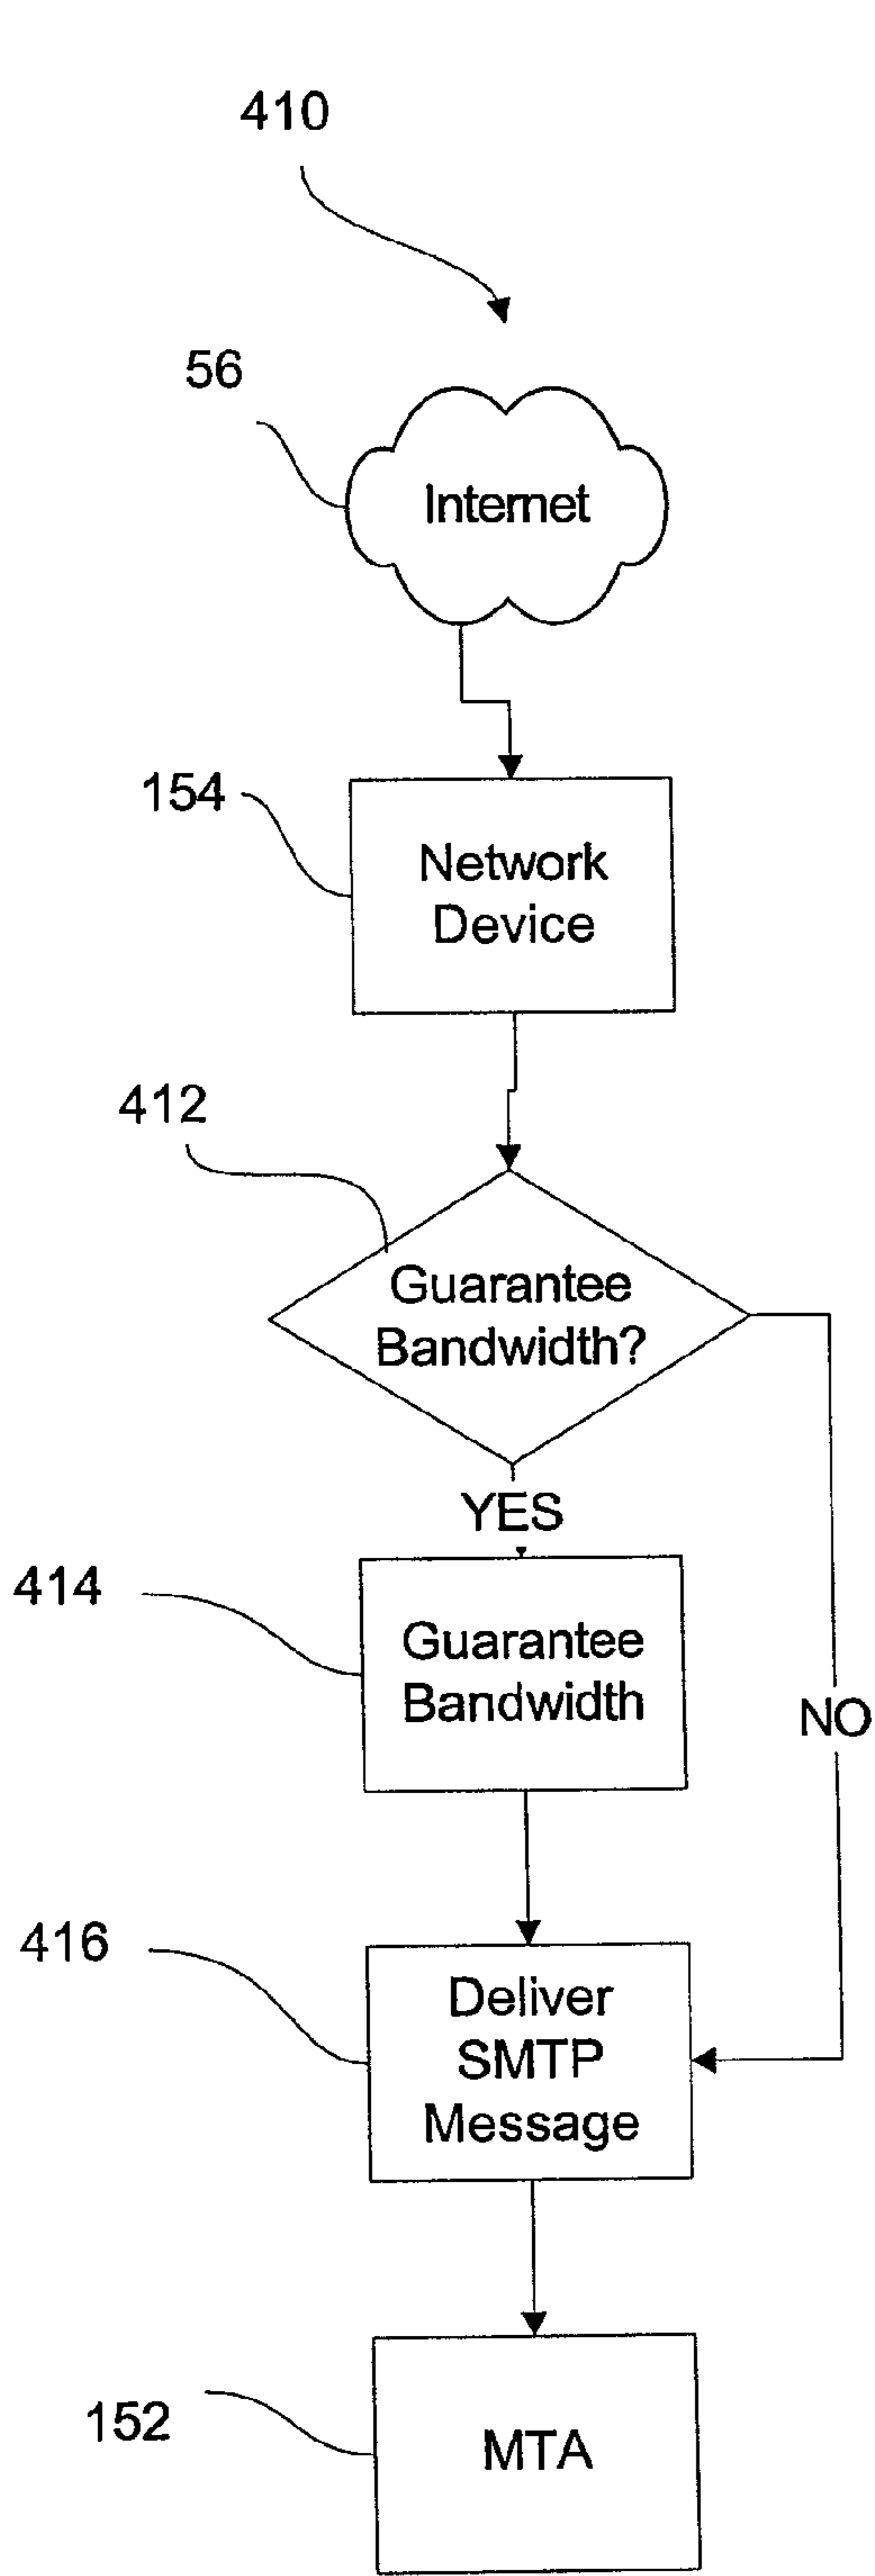 410
56
Internet
154
Network
Device
412
Guarantee
Bandwidth?
YES
414
Guarantee
Bandwidth
NO
416
Deliver
SMTP
Message
152
MTA